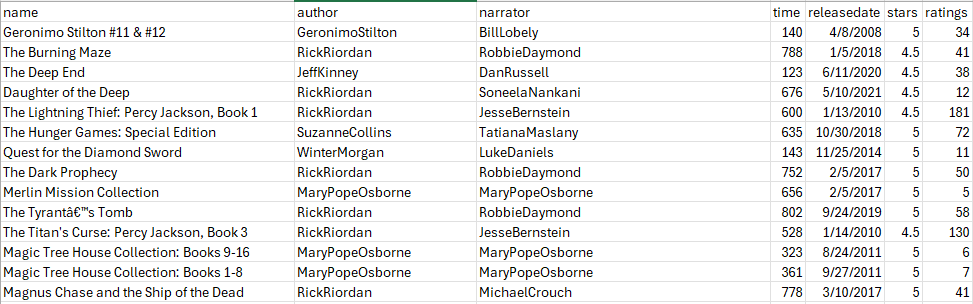 name author narrator time releasedate stars ratings
Geronimo Stilton #11 & #12 GeronimoStilton BillLobely 140 4/8/2008 5 34
The Burning Maze RickRiordan RobbieDaymond 788 1/5/2018 4.5 41
The Deep End JeffKinney DanRussell 123 6/11/2020 4.5 38
Daughter of the Deep RickRiordan SoneelaNankani 676 5/10/2021 4.5 12
The Lightning Thief: Percy Jackson, Book 1 RickRiordan JesseBernstein 600 1/13/2010 4.5 181
The Hunger Games: Special Edition SuzanneCollins TatianaMaslany 635 10/30/2018 5 72
Quest for the Diamond Sword WinterMorgan LukeDaniels 143 11/25/2014 5 11
The Dark Prophecy RickRiordan RobbieDaymond 752 2/5/2017 5 50
Merlin Mission Collection MaryPopeOsborne MaryPopeOsborne 656 2/5/2017 5 5
The Tyrantâ€™s Tomb RickRiordan RobbieDaymond 802 9/24/2019 5 58
The Titan's Curse: Percy Jackson, Book 3 RickRiordan JesseBernstein 528 1/14/2010 4.5 130
Magic Tree House Collection: Books 9-16 MaryPopeOsborne MaryPopeOsborne 323 8/24/2011 5 6
Magic Tree House Collection: Books 1-8 MaryPopeOsborne MaryPopeOsborne 361 9/27/2011 5 7
Magnus Chase and the Ship of the Dead RickRiordan MichaelCrouch 778 3/10/2017 5 41